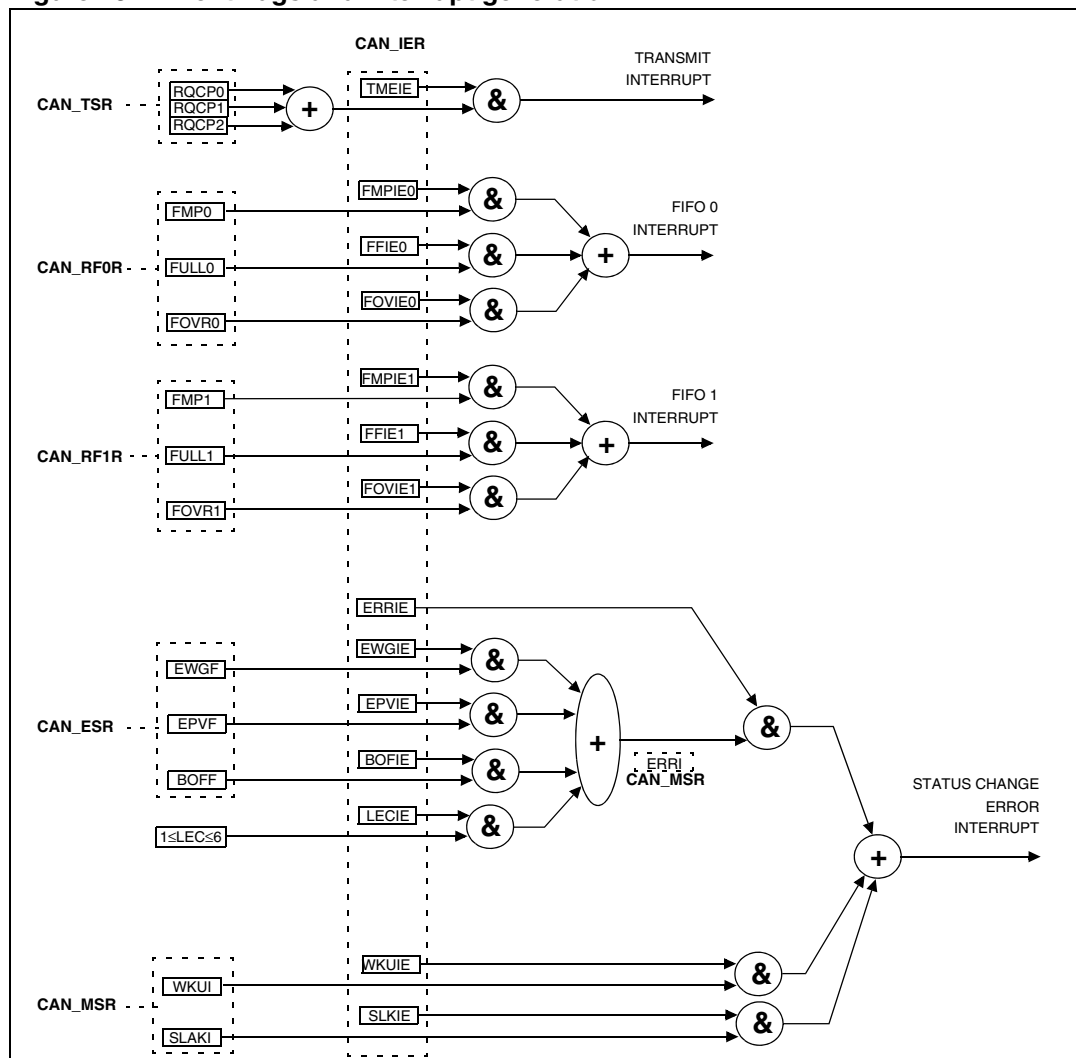 CAN_IER
TRANSMIT
INTERRUPT
CAN_TSR
RQCP0
RQCP1
RQCP2
+
TMEIE
&
FMPIE0
&
FMP0
FIFO 0
INTERRUPT
FFIE0
&
+
CAN_RF0R
FULL0
FOVIE0
&
FOVR0
FMPIE1
&
FMP1
FIFO 1
INTERRUPT
FFIE1
&
+
CAN_RF1R
FULL1
FOVIE1
&
FOVR1
ERRIE
EWGIE
&
EWGF
EPVIE
&
CAN_ESR
EPVF
+
&
ERRI
CAN_MSR
BOFIE
&
BOFF
STATUS CHANGE
ERROR
INTERRUPT
LECIE
&
1≤LEC≤6
+
WKUIE
&
WKUI
CAN_MSR
SLKIE
&
SLAKI